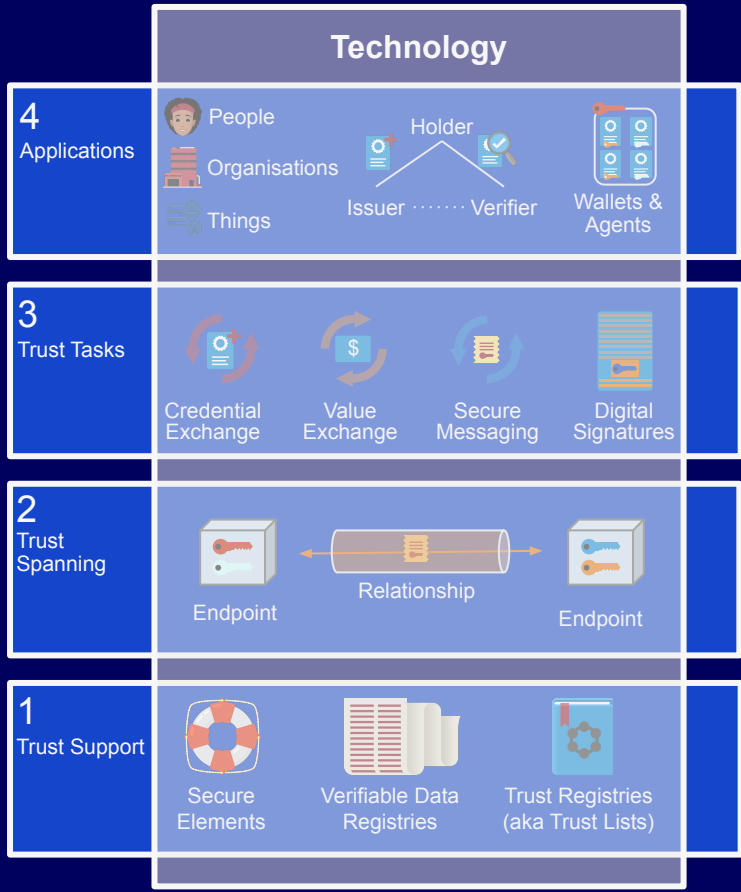 Technology
4
Applications
People
Organisations
Things
Holder
Issuer ······· Verifier
Wallets &
Agents
3
Trust Tasks
$
Credential
Exchange
Value
Exchange
Secure
Messaging
Digital
Signatures
2
Trust
Spanning
Endpoint
Relationship
Endpoint
1
Trust Support
Secure
Elements
Verifiable Data
Registries
Trust Registries
(aka Trust Lists)